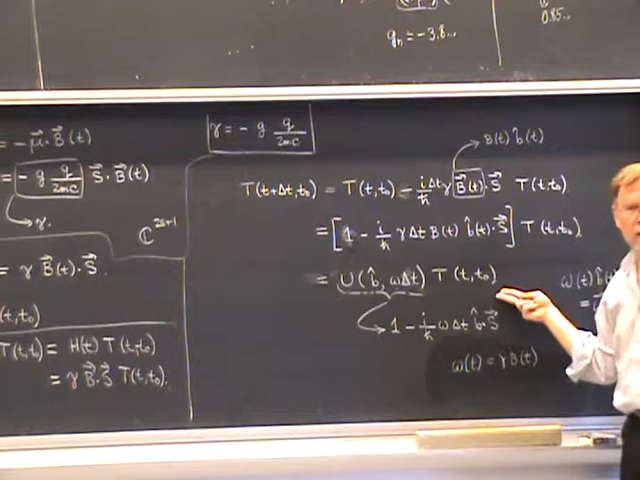 g_n = -3.8...
0.85...
= -μ⃗·B⃗(t)
= -g q/2mc S⃗·B⃗(t)
γ.
ℂ^{2s+1}
= γ B⃗(t)·S⃗.
(t,t₀)
T(t,t₀) = H(t) T(t,t₀)
= γ B⃗·S⃗ T(t,t₀).
γ = -g q/2mc
B(t) b̂(t)
T(t+Δt,t₀) = T(t,t₀) - i/ħ Δt γ B⃗(t)·S⃗ T(t,t₀)
= [1 - i/ħ γ Δt B(t) b̂(t)·S⃗] T(t,t₀)
= U(b̂, ωΔt) T(t,t₀)
1 - i/ħ ω Δt b̂·S⃗
ω(t) = γ B(t)
ω(t) b̂(t)
=